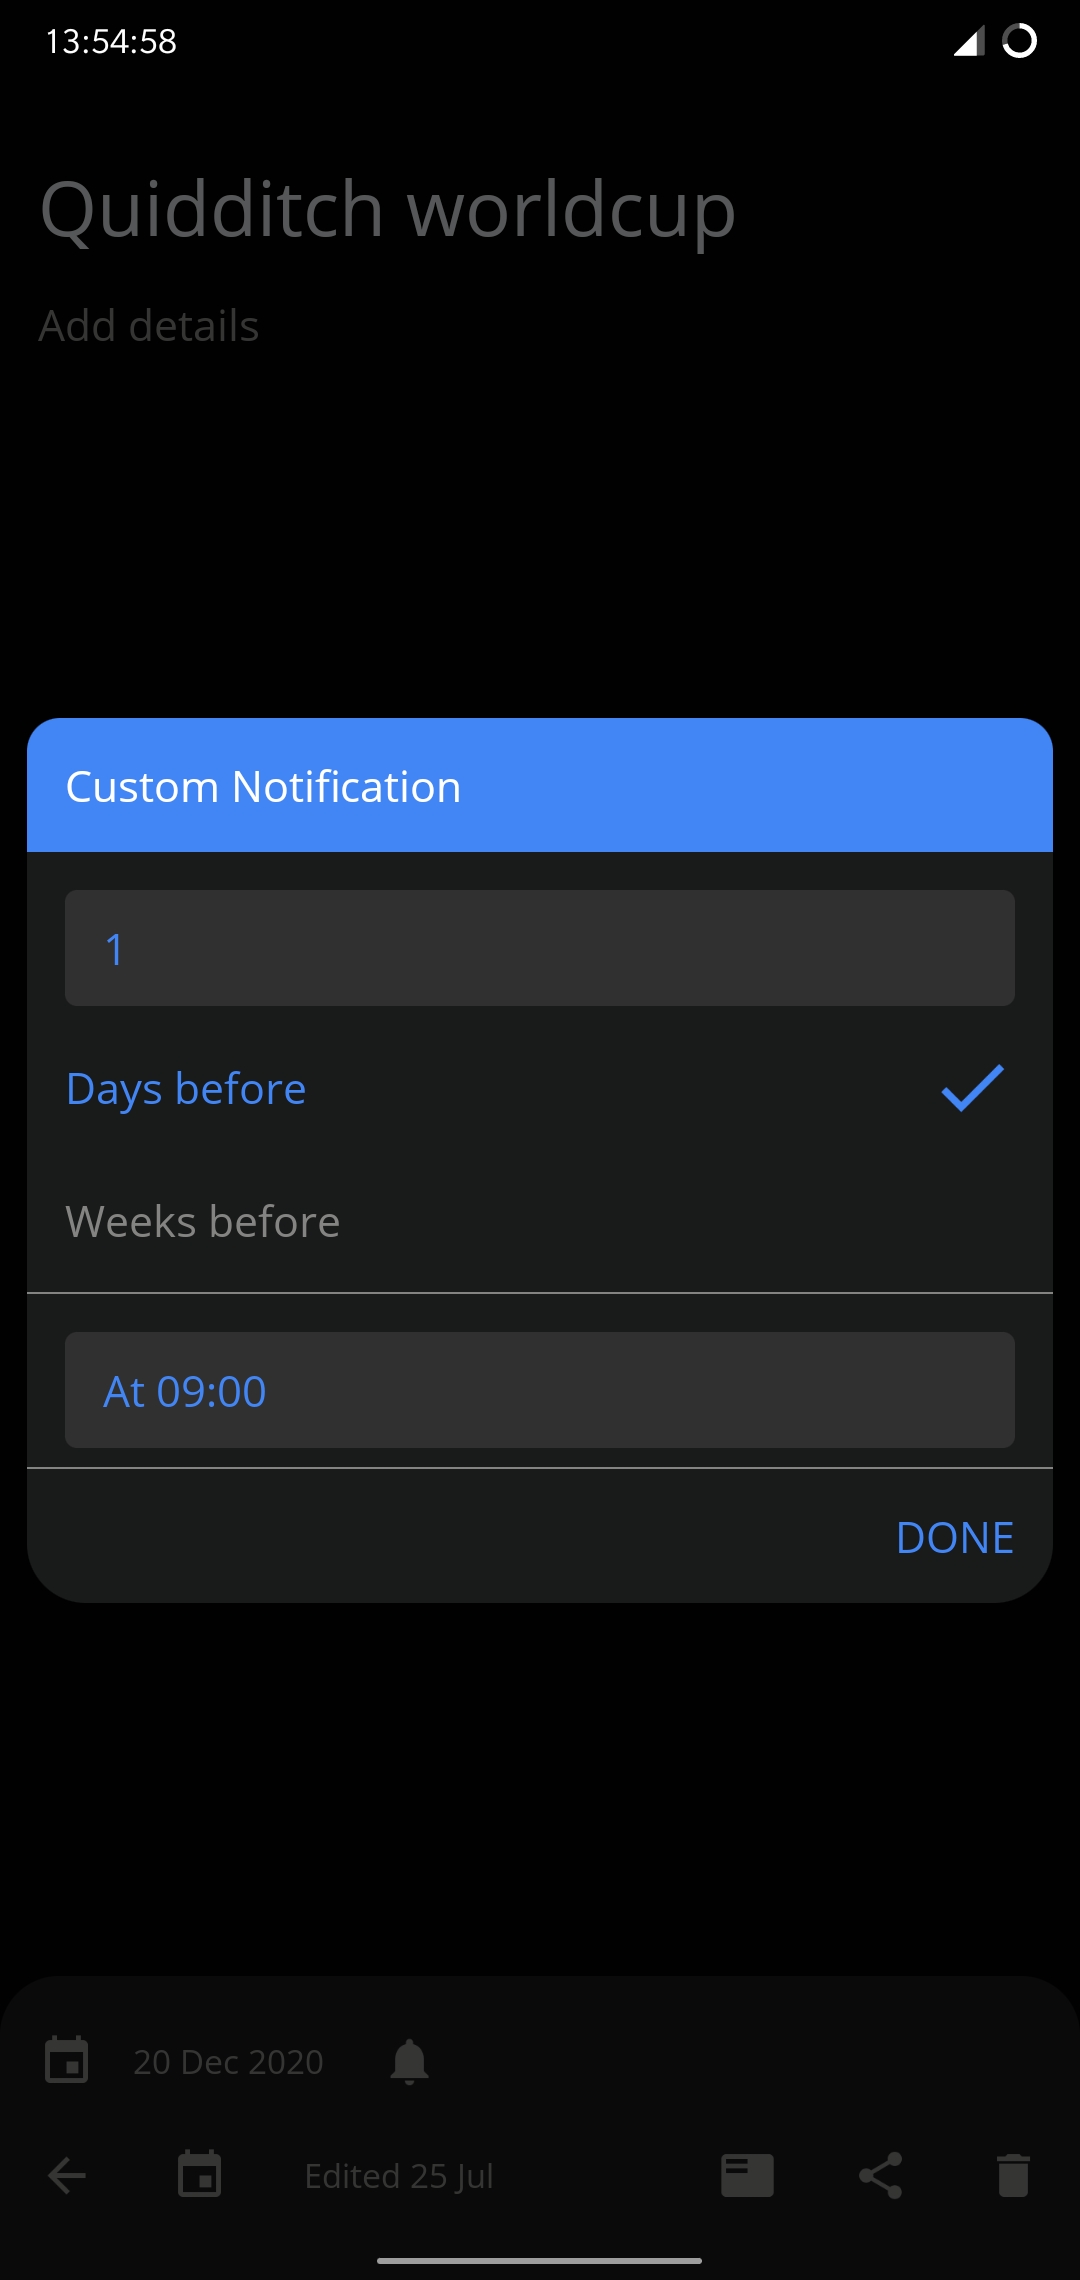 13:54:58
Quidditch worldcup
Add details
Custom Notification
1
Days before
Weeks before
At 09:00
DONE
20 Dec 2020
Edited 25 Jul